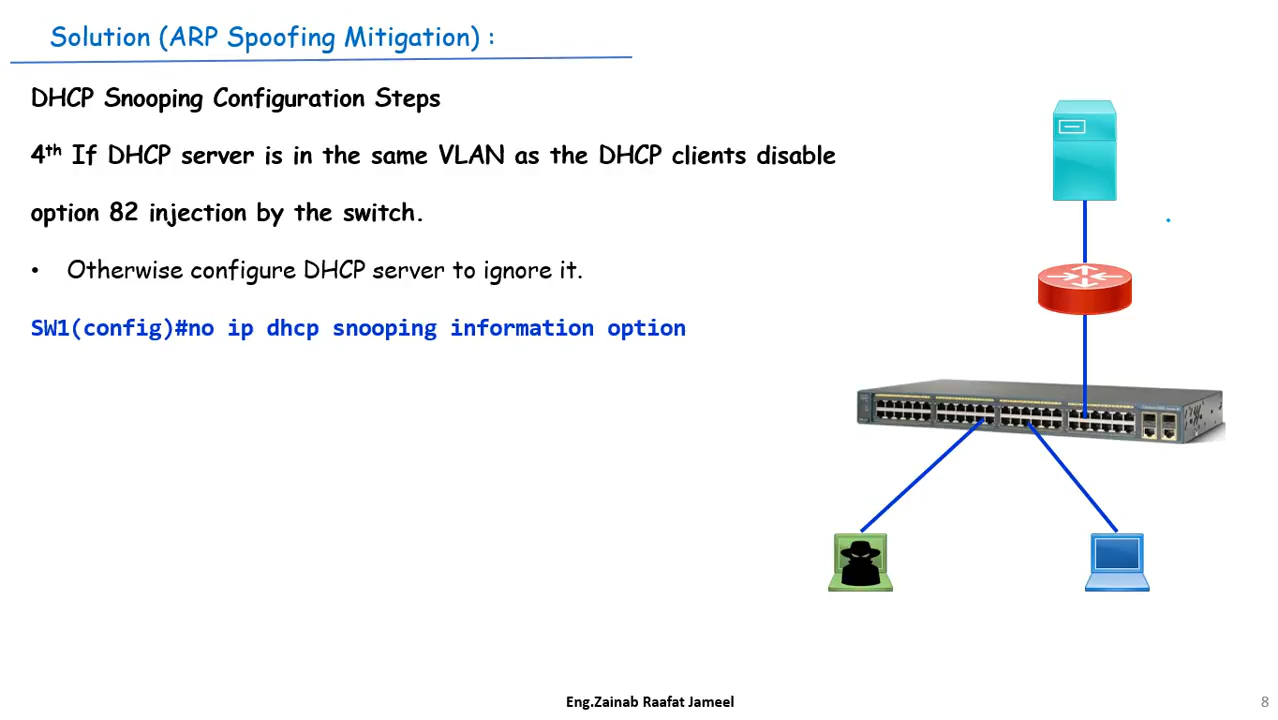 Solution (ARP Spoofing Mitigation) :
DHCP Snooping Configuration Steps
4th If DHCP server is in the same VLAN as the DHCP clients disable
option 82 injection by the switch.
• Otherwise configure DHCP server to ignore it.
SW1(config)#no ip dhcp snooping information option
Eng.Zainab Raafat Jameel
8